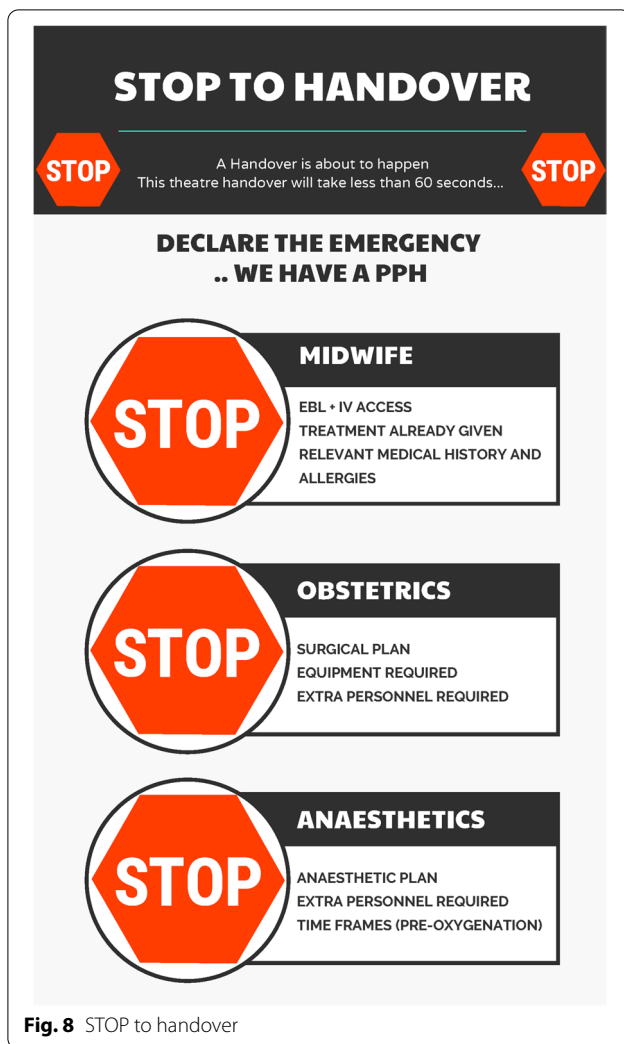 STOP TO HANDOVER
STOP
A Handover is about to happen
This theatre handover will take less than 60 seconds...
STOP
DECLARE THE EMERGENCY
.. WE HAVE A PPH
STOP
MIDWIFE
EBL + IV ACCESS
TREATMENT ALREADY GIVEN
RELEVANT MEDICAL HISTORY AND
ALLERGIES
STOP
OBSTETRICS
SURGICAL PLAN
EQUIPMENT REQUIRED
EXTRA PERSONNEL REQUIRED
STOP
ANAESTHETICS
ANAESTHETIC PLAN
EXTRA PERSONNEL REQUIRED
TIME FRAMES (PRE-OXYGENATION)
Fig. 8 STOP to handover